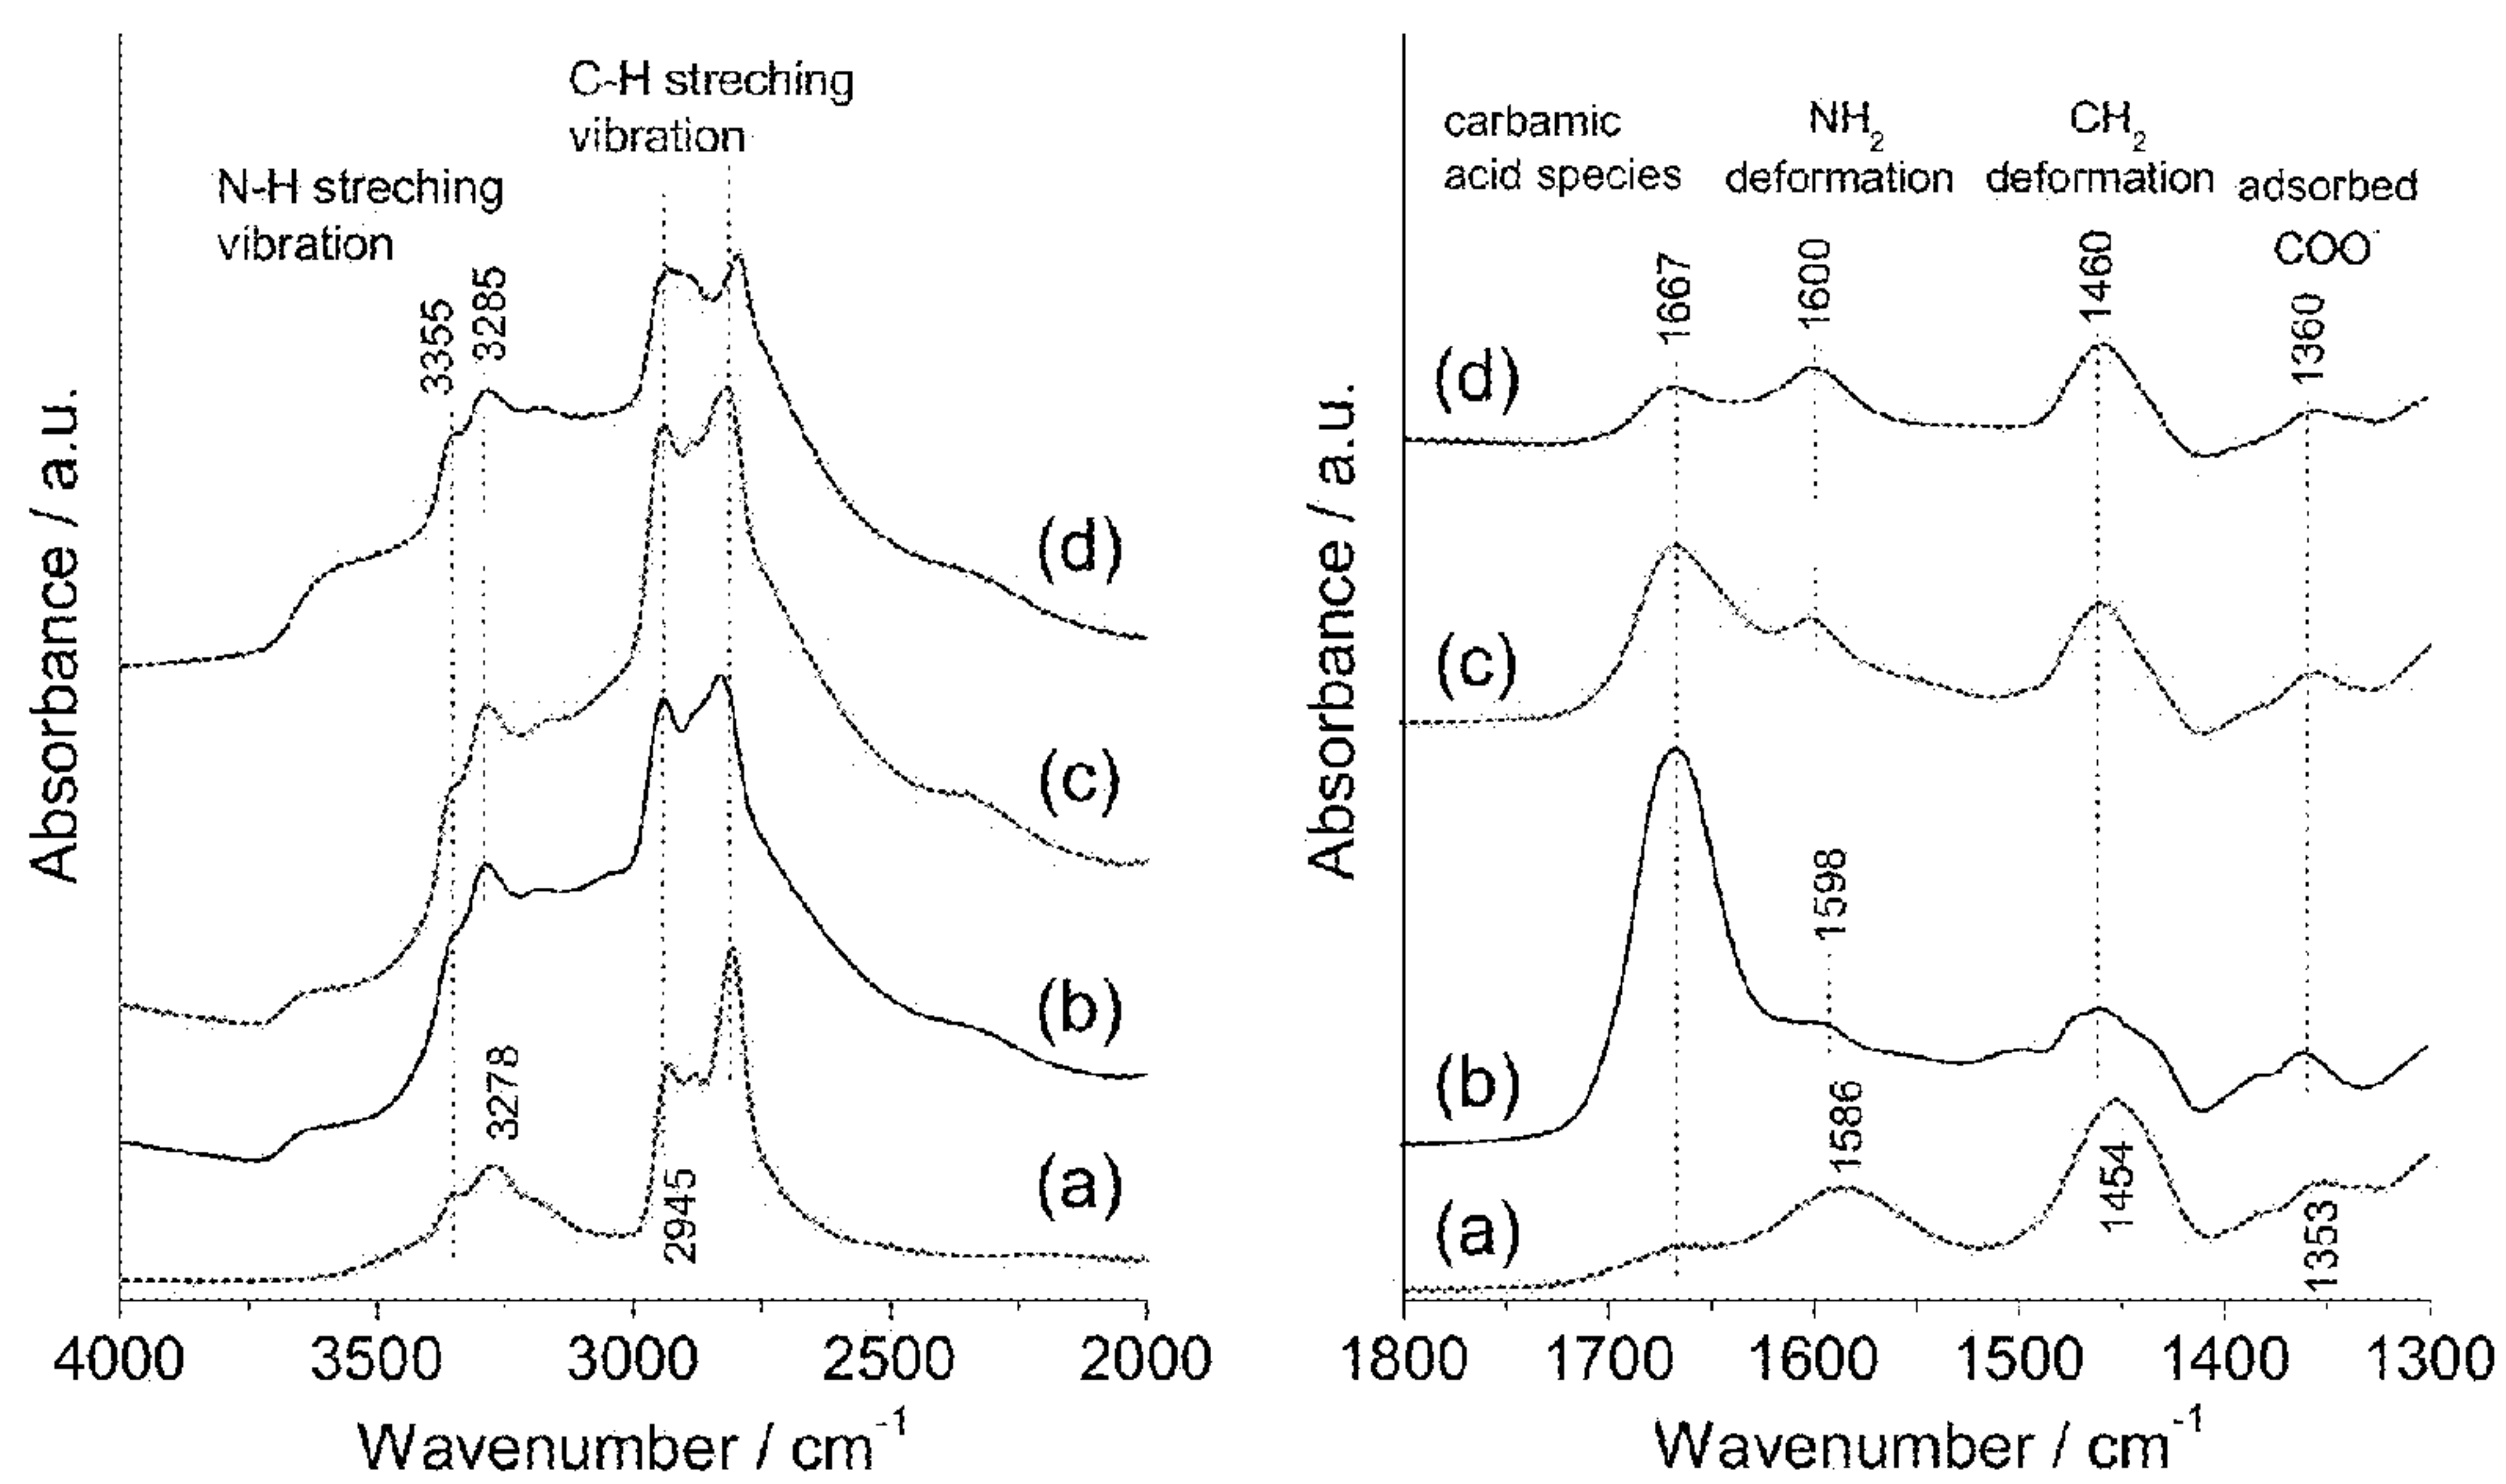 C-H streching
vibration
N-H streching
vibration
3355
3285
(d)
(c)
(b)
3278
(a)
2945
Absorbance / a.u.
4000 3500 3000 2500 2000
Wavenumber / cm⁻¹
carbamic
acid species
NH₂
deformation
CH₂
deformation
adsorbed
COO⁻
1667
1600
1460
1360
(d)
(c)
1598
(b)
1586
1454
(a)
1353
Absorbance / a.u.
1800 1700 1600 1500 1400 1300
Wavenumber / cm⁻¹